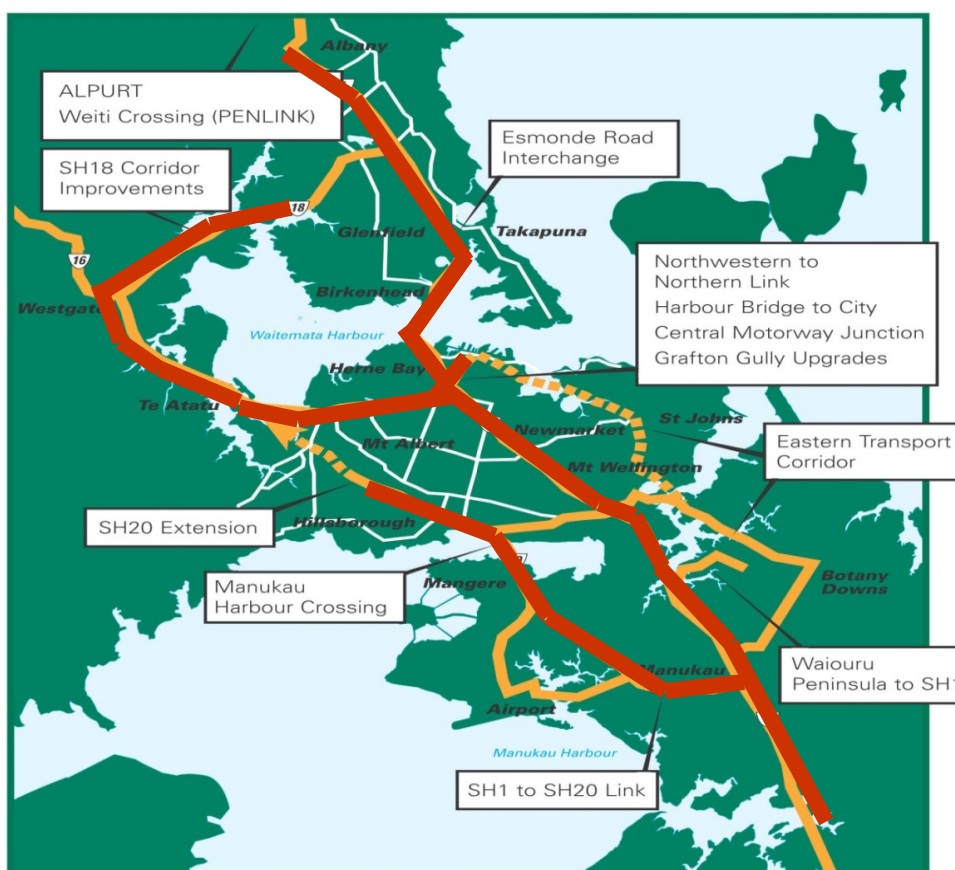 Albany
ALPURT
Weiti Crossing (PENLINK)
Esmonde Road
Interchange
SH18 Corridor
Improvements
18
Glenfield
Takapuna
16
Northwestern to
Northern Link
Harbour Bridge to City
Central Motorway Junction
Grafton Gully Upgrades
Birkenhead
Westgate
Waitemata Harbour
Herne Bay
Te Atatu
St Johns
Newmarket
Mt Albert
Eastern Transport
Corridor
Mt Wellington
SH20 Extension
Hillsborough
Manukau
Harbour Crossing
Mangere
Botany
Downs
Waiouru
Peninsula to SH1
Manukau
Airport
Manukau Harbour
SH1 to SH20 Link